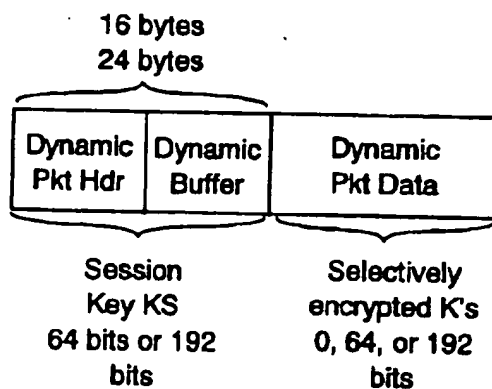 16 bytes
24 bytes
Dynamic Pkt Hdr
Dynamic Buffer
Dynamic Pkt Data
Session
Key KS
64 bits or 192
bits
Selectively
encrypted K's
0, 64, or 192
bits